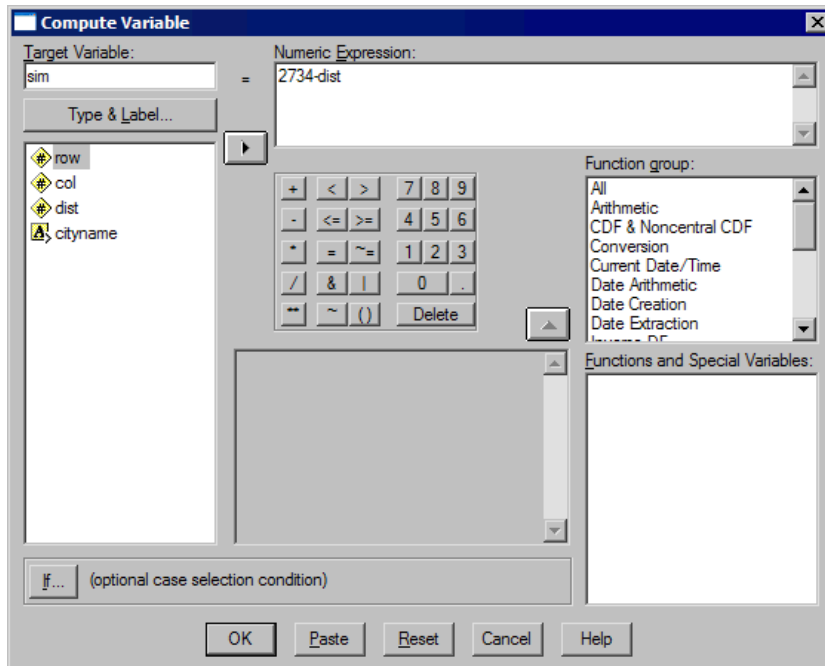 Compute Variable
Target Variable:
sim
=
Numeric Expression:
2734-dist
Type & Label...
row
col
dist
cityname
+ < > 7 8 9
- <= >= 4 5 6
* = ~= 1 2 3
/ & | 0 .
** ~ () Delete
Function group:
All
Arithmetic
CDF & Noncentral CDF
Conversion
Current Date/Time
Date Arithmetic
Date Creation
Date Extraction
Inverse DF
Functions and Special Variables:
If... (optional case selection condition)
OK Paste Reset Cancel Help